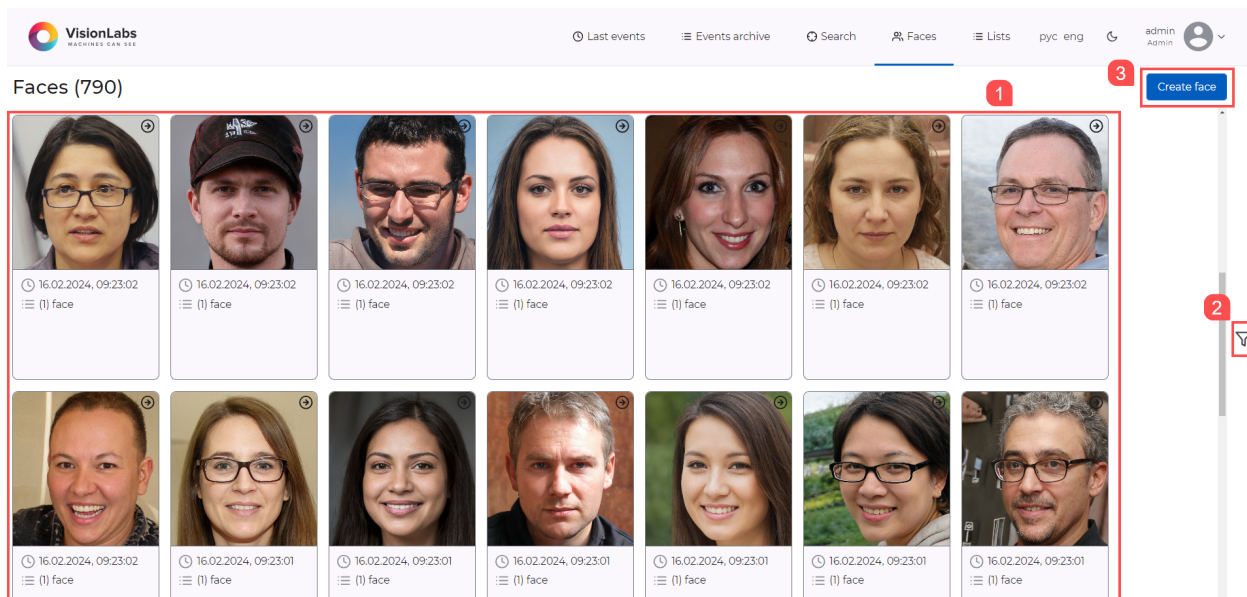 VisionLabs
MACHINES CAN SEE
Last events
Events archive
Search
Faces
Lists
рус eng
admin
Admin
Faces (790)
1
3
Create face
16.02.2024, 09:23:02
(1) face
16.02.2024, 09:23:02
(1) face
16.02.2024, 09:23:02
(1) face
16.02.2024, 09:23:02
(1) face
16.02.2024, 09:23:02
(1) face
16.02.2024, 09:23:02
(1) face
16.02.2024, 09:23:02
(1) face
2
16.02.2024, 09:23:02
(1) face
16.02.2024, 09:23:01
(1) face
16.02.2024, 09:23:01
(1) face
16.02.2024, 09:23:01
(1) face
16.02.2024, 09:23:01
(1) face
16.02.2024, 09:23:01
(1) face
16.02.2024, 09:23:01
(1) face